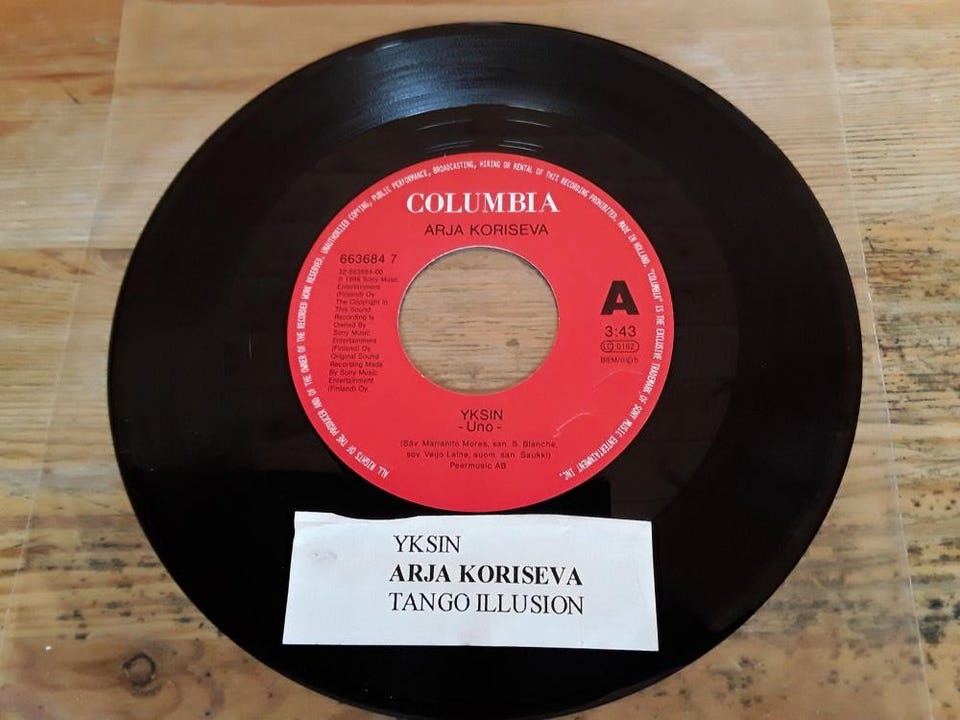 ALL RIGHTS OF THE PRODUCER AND OF THE OWNER OF THE RECORDED WORK RESERVED. UNAUTHORIZED COPYING, PUBLIC PERFORMANCE, BROADCASTING, HIRING OR RENTAL OF THIS RECORDING PROHIBITED. MADE IN HOLLAND. "COLUMBIA" IS THE EXCLUSIVE TRADEMARK OF SONY MUSIC ENTERTAINMENT INC.
COLUMBIA
ARJA KORISEVA
663684 7
22-663684-00
℗ 1996 Sony Music
Entertainment
(Finland) Oy
The Copyright In
This Sound
Recording Is
Owned By
Sony Music
Entertainment
(Finland) Oy.
Original Sound
Recording Made
By Sony Music
Entertainment
(Finland) Oy.
A
3:43
LC 0162
BIEM/n©b
YKSIN
- Uno -
(Säv. Marianito Mores, san. S. Blanche,
sov. Veijo Laine, suom. san. Saukki)
Peermusic AB
YKSIN
ARJA KORISEVA
TANGO ILLUSION